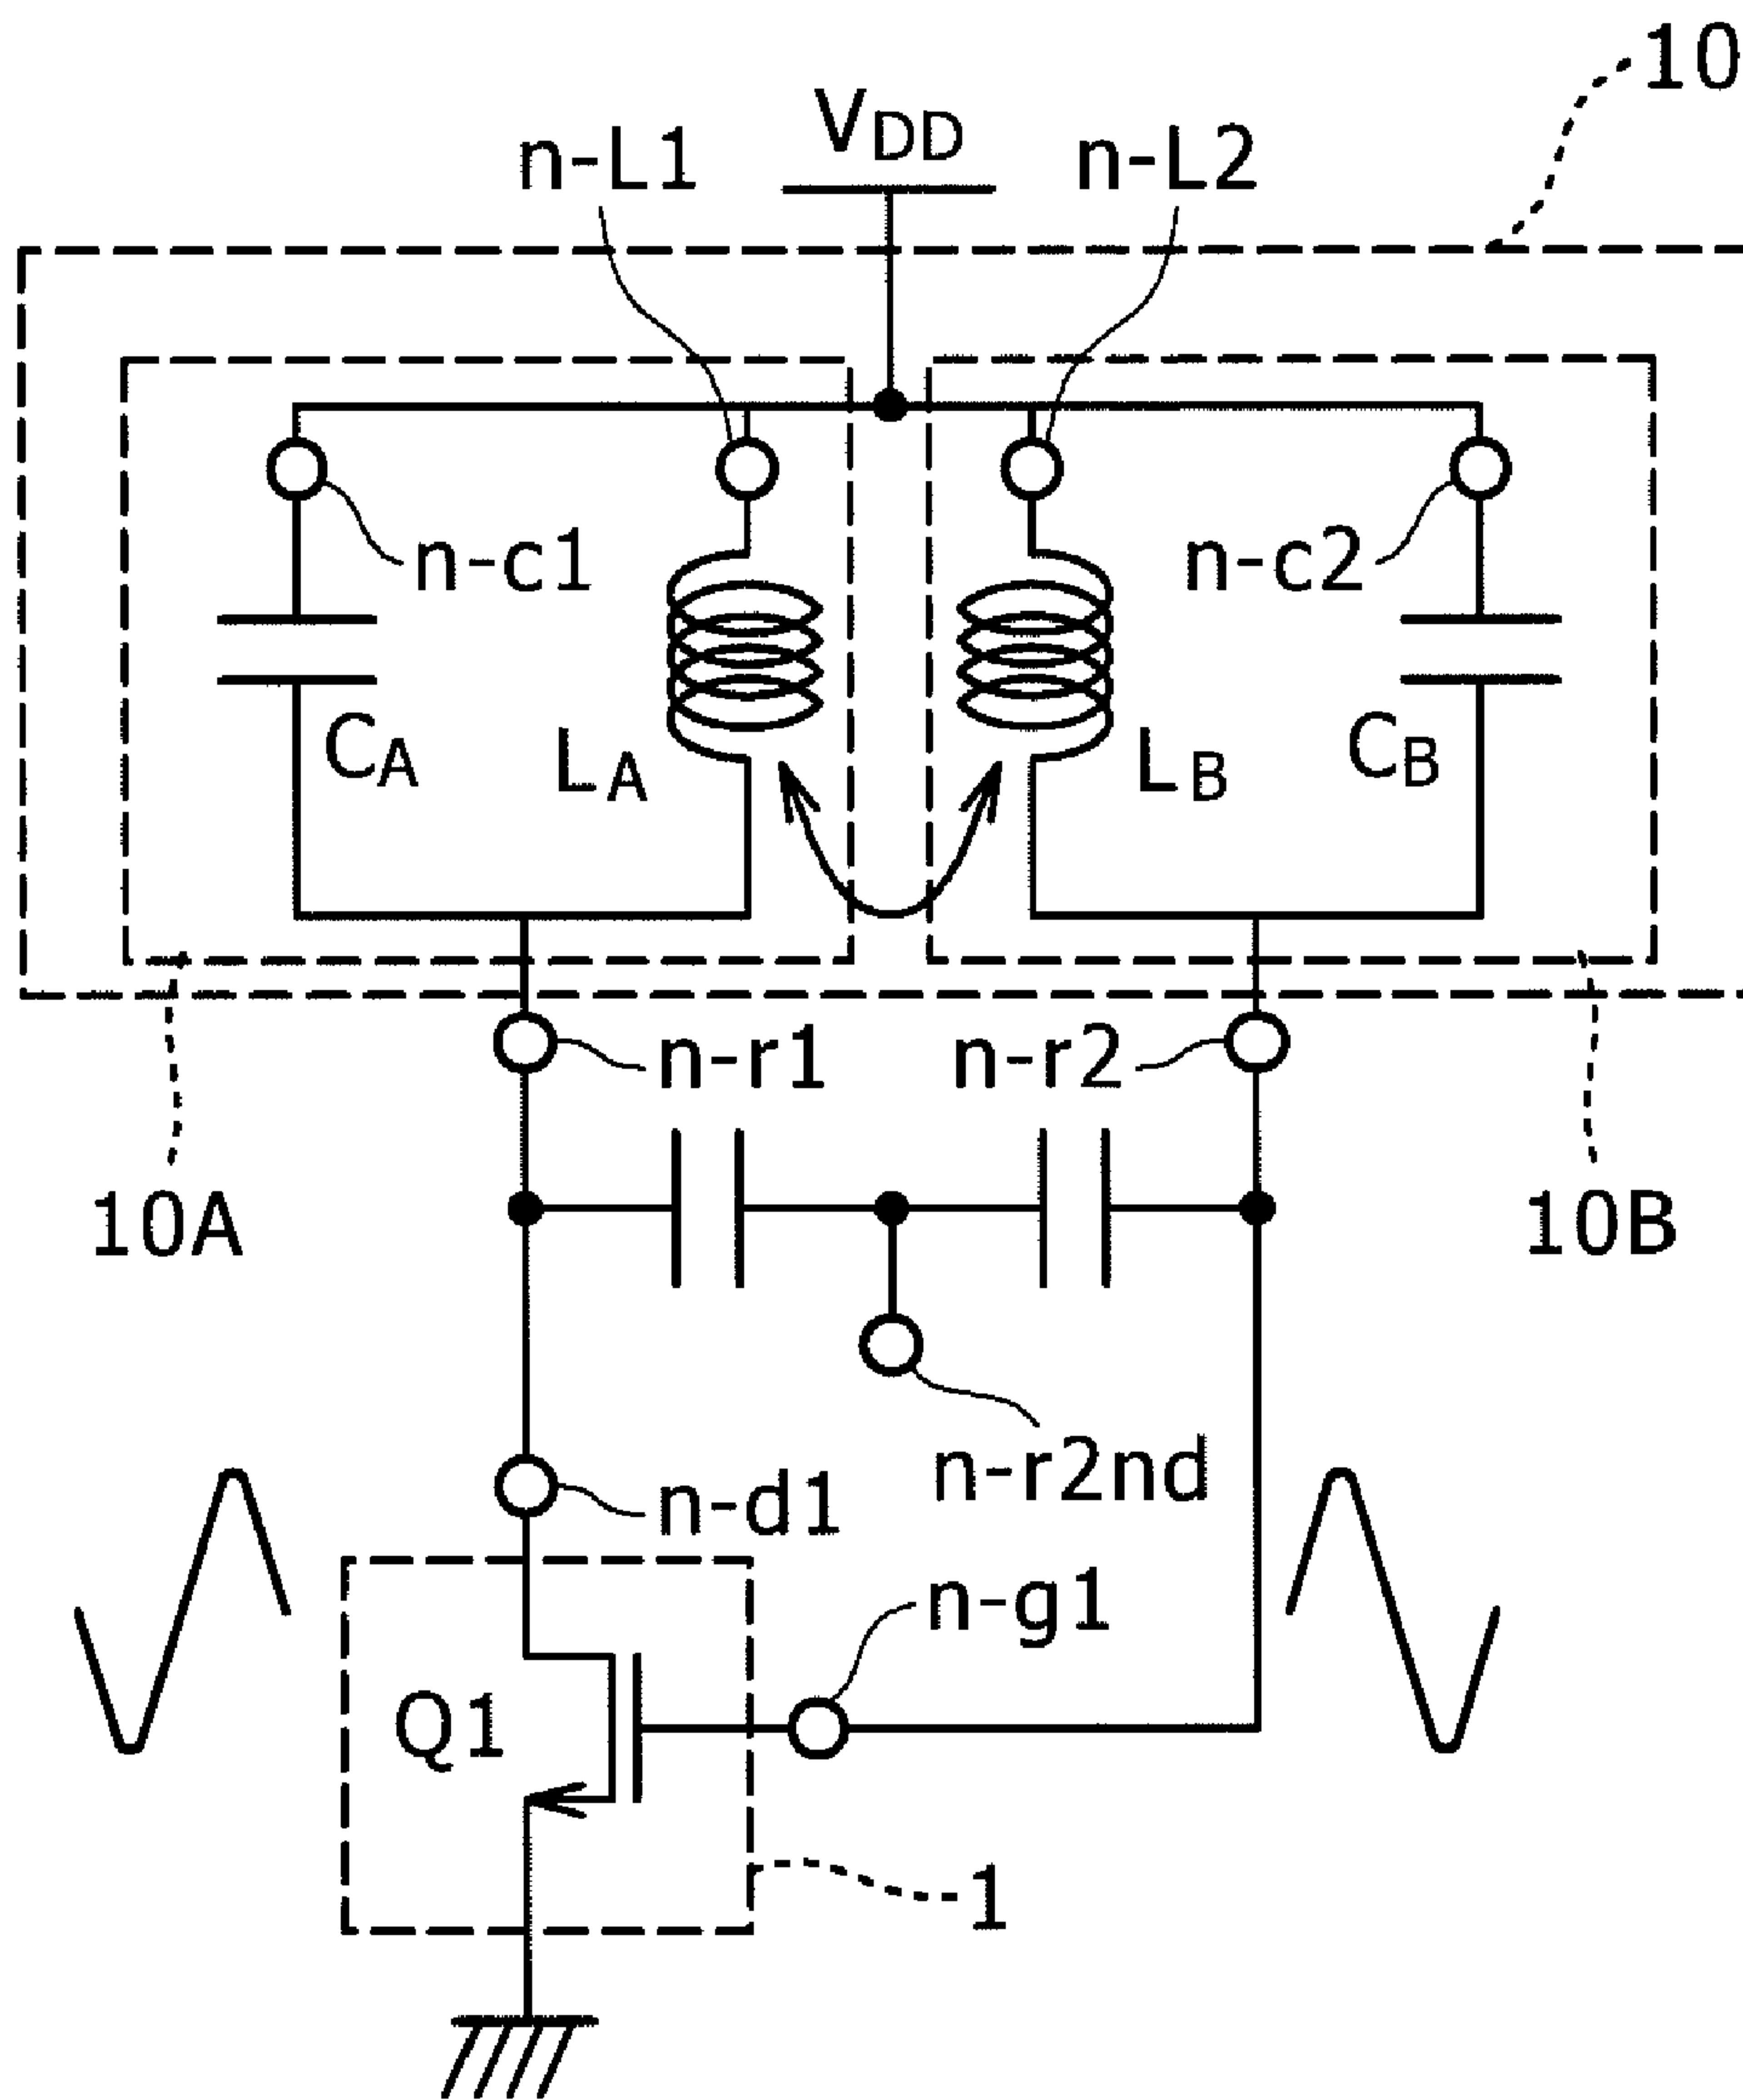 10
VDD
n-L1
n-L2
n-c1
n-c2
CA
LA
LB
CB
n-r1
n-r2
10A
10B
n-r2nd
n-d1
n-g1
Q1
1